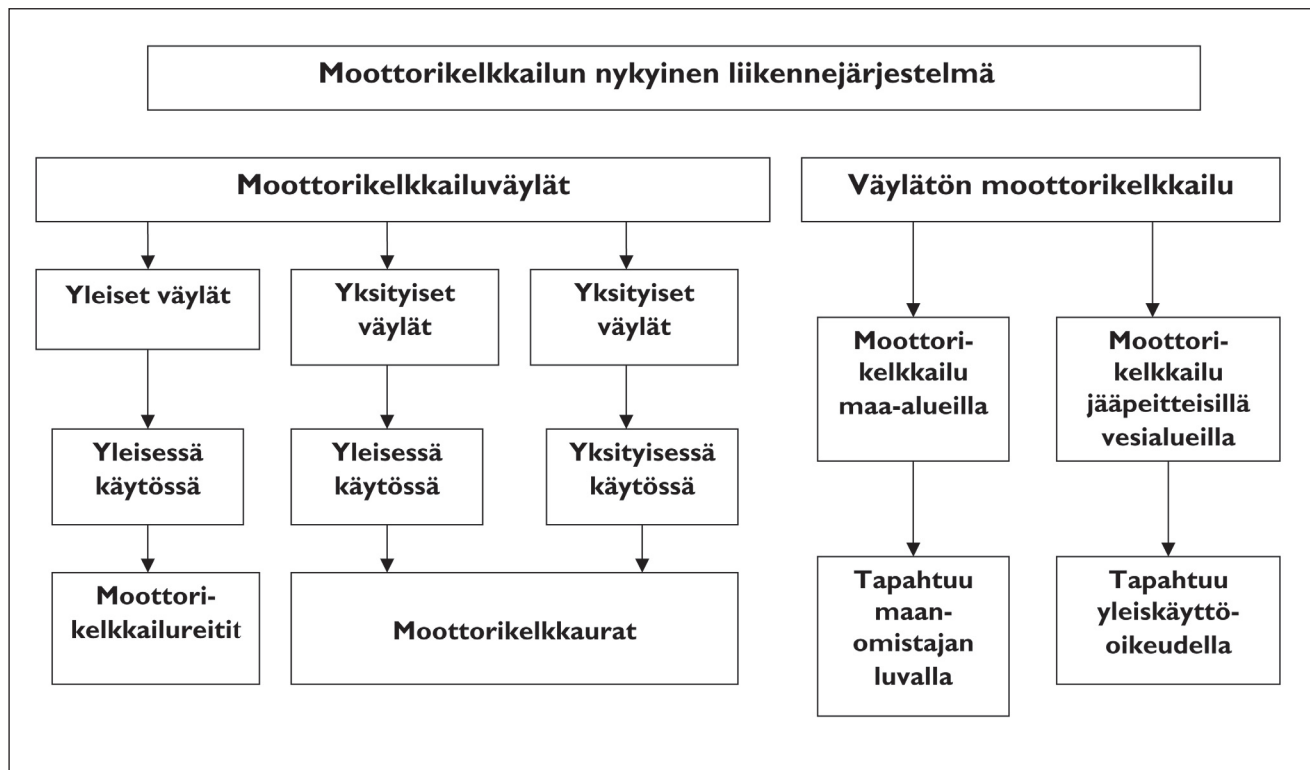 Moottorikelkkailun nykyinen liikennejärjestelmä
Moottorikelkkailuväylät
Yleiset väylät
Yleisessä
käytössä
Moottori-
kelkkailureitit
Yksityiset
väylät
Yleisessä
käytössä
Yksityiset
väylät
Yksityisessä
käytössä
Moottorikelkkaurat
Väylätön moottorikelkkailu
Moottori-
kelkkailu
maa-alueilla
Tapahtuu
maan-
omistajan
luvalla
Moottori-
kelkkailu
jääpeitteisillä
vesialueilla
Tapahtuu
yleiskäyttö-
oikeudella